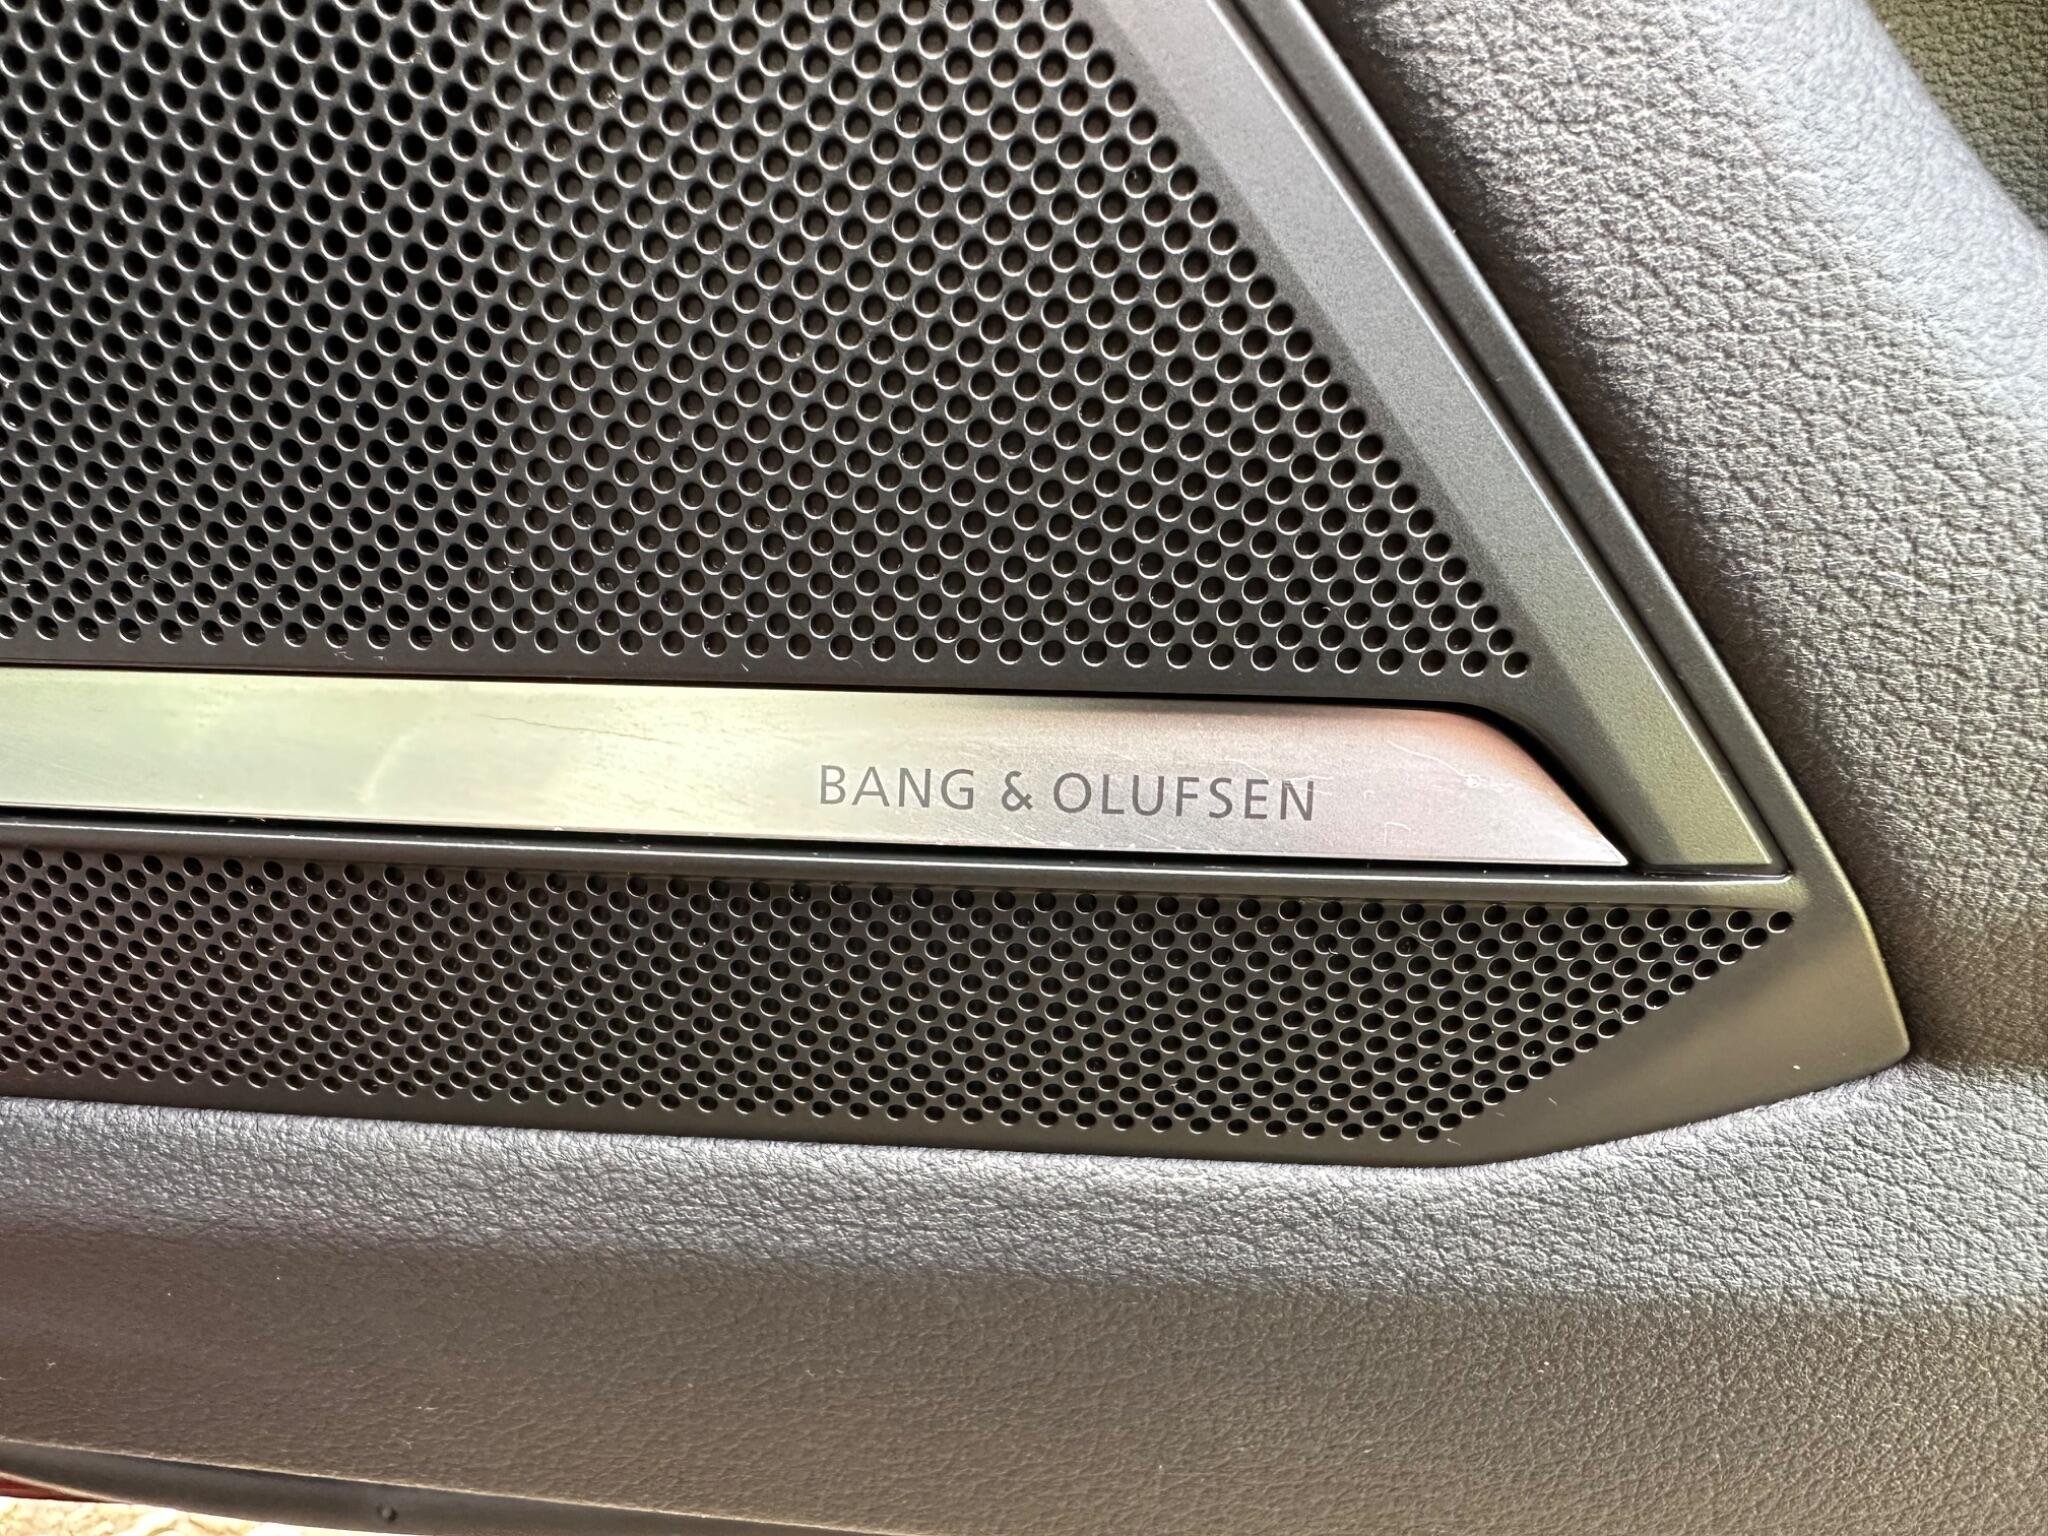 BANG & OLUFSEN